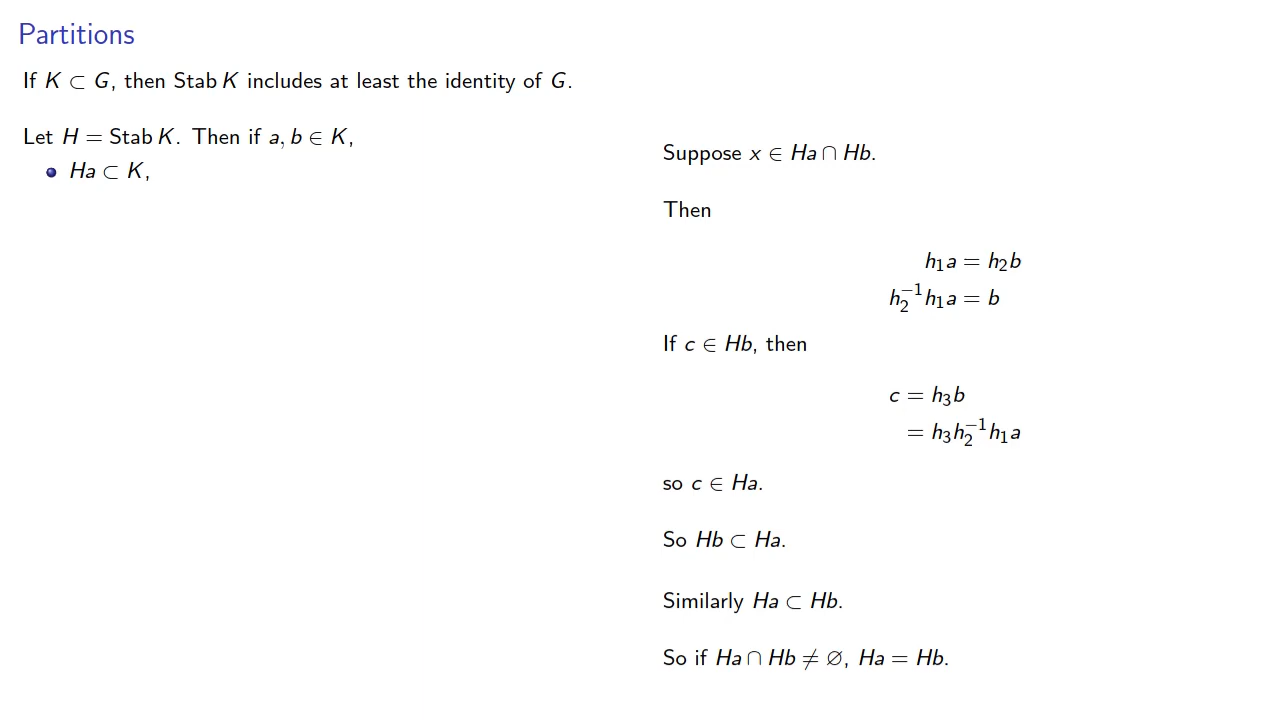 Partitions
If K ⊂ G, then Stab K includes at least the identity of G.
Let H = Stab K. Then if a, b ∈ K,
• Ha ⊂ K,
Suppose x ∈ Ha ∩ Hb.
Then
h₁a = h₂b
h₂⁻¹h₁a = b
If c ∈ Hb, then
c = h₃b
= h₃h₂⁻¹h₁a
so c ∈ Ha.
So Hb ⊂ Ha.
Similarly Ha ⊂ Hb.
So if Ha ∩ Hb ≠ ∅, Ha = Hb.